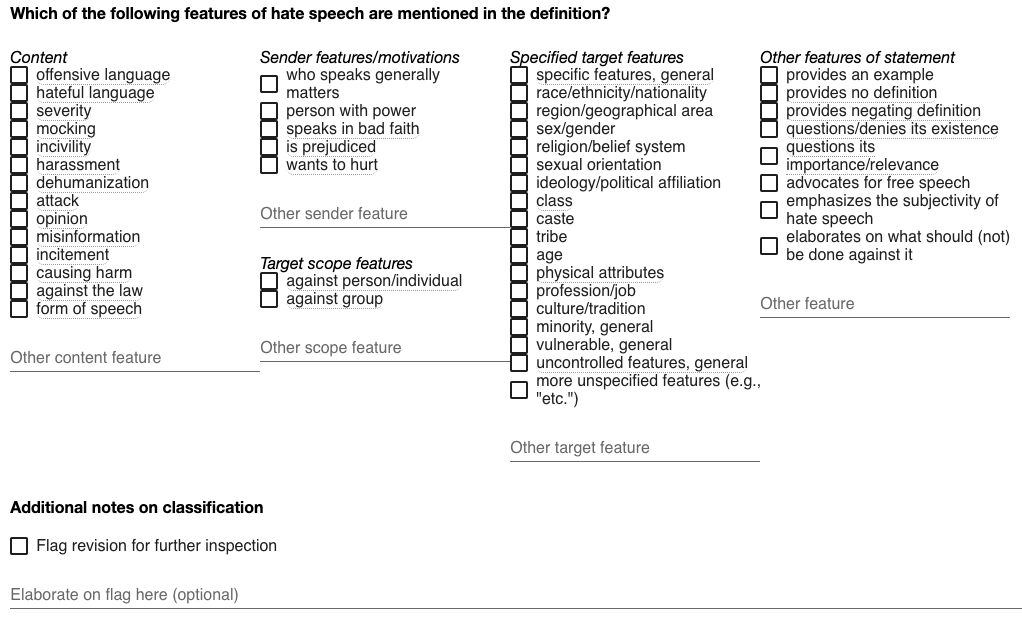 Which of the following features of hate speech are mentioned in the definition?
Content
offensive language
hateful language
severity
mocking
incivility
harassment
dehumanization
attack
opinion
misinformation
incitement
causing harm
against the law
form of speech
Other content feature
Sender features/motivations
who speaks generally
matters
person with power
speaks in bad faith
is prejudiced
wants to hurt
Other sender feature
Target scope features
against person/individual
against group
Other scope feature
Specified target features
specific features, general
race/ethnicity/nationality
region/geographical area
sex/gender
religion/belief system
sexual orientation
ideology/political affiliation
class
caste
tribe
age
physical attributes
profession/job
culture/tradition
minority, general
vulnerable, general
uncontrolled features, general
more unspecified features (e.g.,
"etc.")
Other target feature
Other features of statement
provides an example
provides no definition
provides negating definition
questions/denies its existence
questions its
importance/relevance
advocates for free speech
emphasizes the subjectivity of
hate speech
elaborates on what should (not)
be done against it
Other feature
Additional notes on classification
Flag revision for further inspection
Elaborate on flag here (optional)